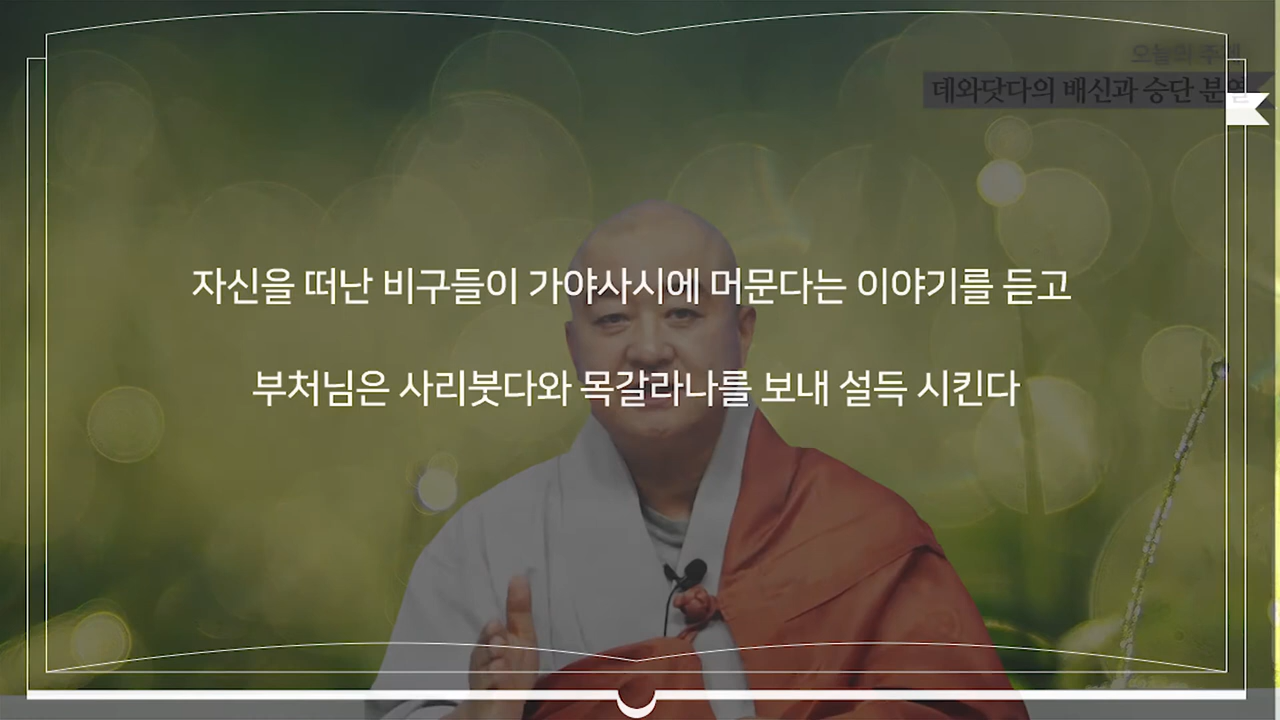 오늘의 주제
데와닷다의 배신과 승단 분열
자신을 떠난 비구들이 가야사시에 머문다는 이야기를 듣고
부처님은 사리붓다와 목갈라나를 보내 설득 시킨다